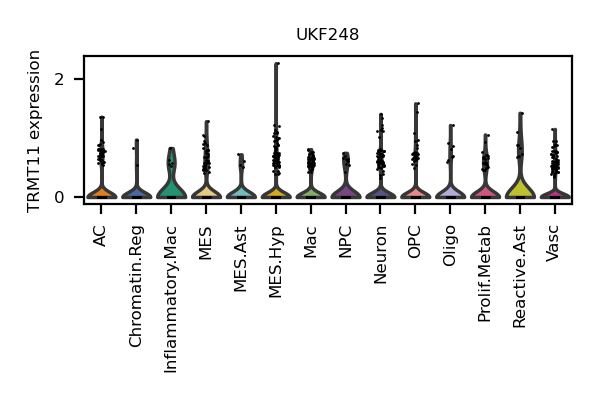 UKF248
TRMT11 expression
2
0
AC
Chromatin.Reg
Inflammatory.Mac
MES
MES.Ast
MES.Hyp
Mac
NPC
Neuron
OPC
Oligo
Prolif.Metab
Reactive.Ast
Vasc